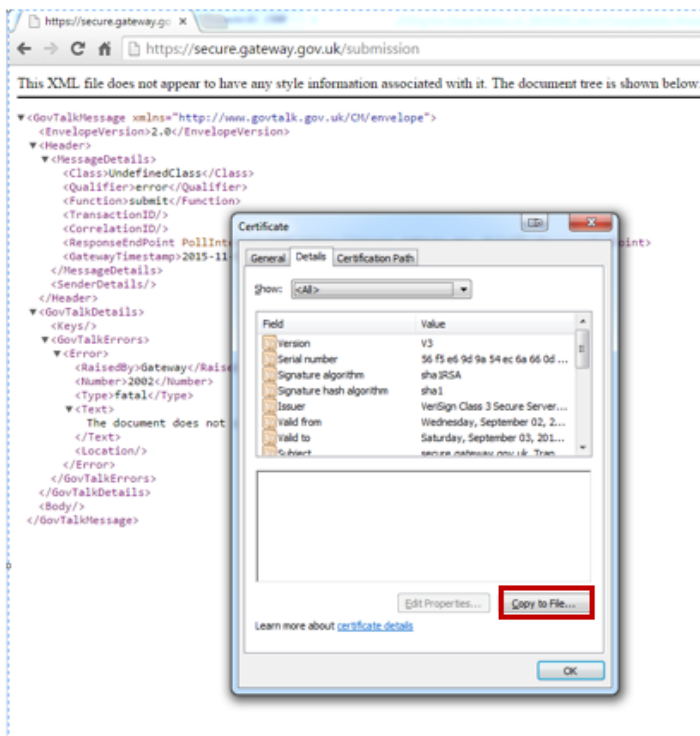 https://secure.gateway.go ×
https://secure.gateway.gov.uk/submission
This XML file does not appear to have any style information associated with it. The document tree is shown below
▼<GovTalkMessage xmlns="http://www.govtalk.gov.uk/CM/envelope">
<EnvelopeVersion>2.0</EnvelopeVersion>
▼<Header>
▼<MessageDetails>
<Class>UndefinedClass</Class>
<Qualifier>error</Qualifier>
<Function>submit</Function>
<TransactionID/>
<CorrelationID/>
<ResponseEndPoint PollInte
oint>
<GatewayTimestamp>2015-11-
</MessageDetails>
<SenderDetails/>
</Header>
▼<GovTalkDetails>
<Keys/>
▼<GovTalkErrors>
▼<Error>
<RaisedBy>Gateway</Raise
<Number>2002</Number>
<Type>fatal</Type>
▼<Text>
The document does not
</Text>
<Location/>
</Error>
</GovTalkErrors>
</GovTalkDetails>
<Body/>
</GovTalkMessage>
Certificate
General Details Certification Path
Show: <All>
Field Value
Version V3
Serial number 56 f5 e6 9d 9a 54 ec 6a 66 0d ...
Signature algorithm sha1RSA
Signature hash algorithm sha1
Issuer VeriSign Class 3 Secure Server...
Valid from Wednesday, September 02, 2...
Valid to Saturday, September 03, 201...
Subject secure.gateway.gov.uk, Tran
Edit Properties... Copy to File...
Learn more about certificate details
OK